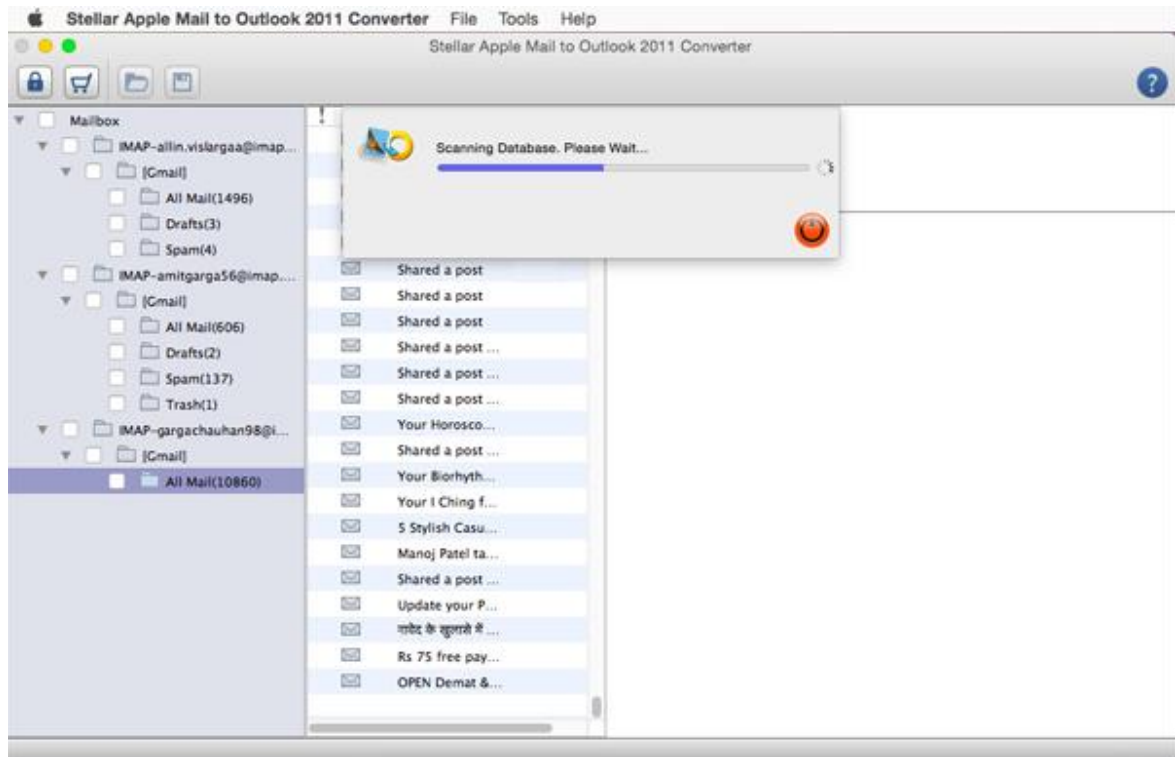 Stellar Apple Mail to Outlook 2011 Converter File Tools Help
Stellar Apple Mail to Outlook 2011 Converter
?
Mailbox
!
IMAP-allin.vislargaa@imap...
[Gmail]
All Mail(1496)
Drafts(3)
Spam(4)
IMAP-amitgarga56@imap....
[Gmail]
All Mail(606)
Drafts(2)
Spam(137)
Trash(1)
IMAP-gargachauhan98@i...
[Gmail]
All Mail(10860)
Scanning Database. Please Wait...
Shared a post
Shared a post
Shared a post
Shared a post ...
Shared a post ...
Shared a post ...
Your Horosco...
Shared a post ...
Your Biorhyth...
Your I Ching f...
5 Stylish Casu...
Manoj Patel ta...
Shared a post ...
Update your P...
के खुलासे में ...
Rs 75 free pay...
OPEN Demat &...